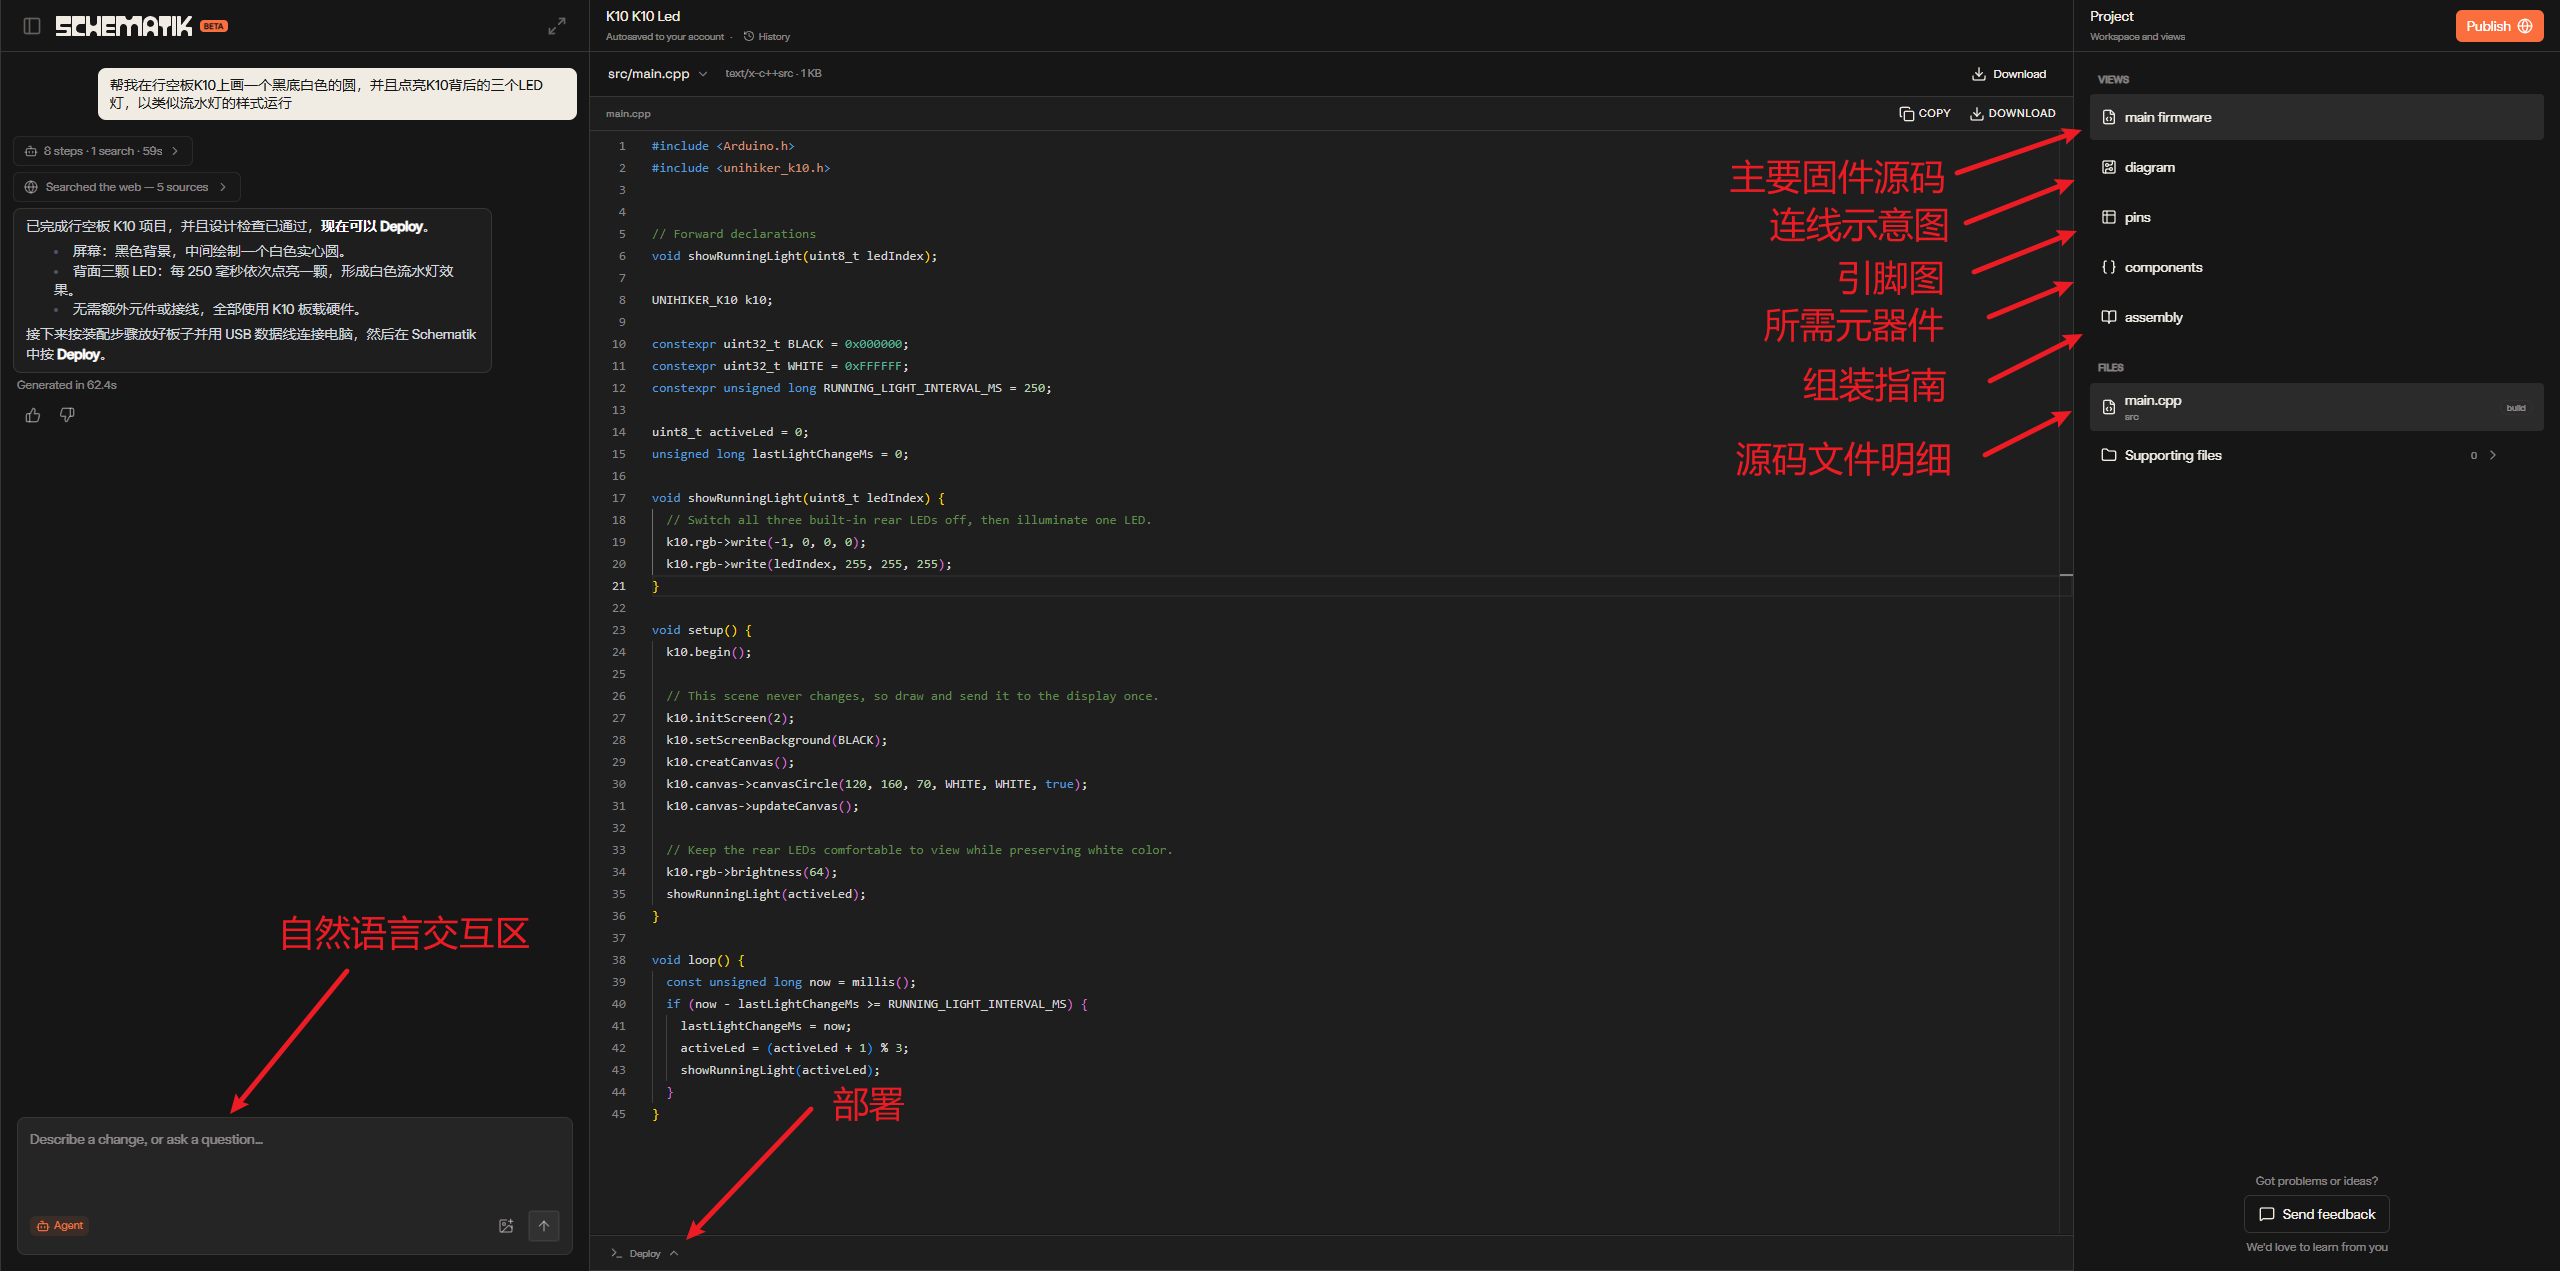 SCHEMATIK BETA
帮我在行空板K10上画一个黑底白色的圆，并且点亮K10背后的三个LED
灯，以类似流水灯的样式运行
8 steps · 1 search · 59s
Searched the web — 5 sources
已完成行空板 K10 项目，并且设计检查已通过，现在可以 Deploy。
屏幕：黑色背景，中间绘制一个白色实心圆。
背面三颗 LED：每 250 毫秒依次点亮一颗，形成白色流水灯效
果。
无需额外元件或接线，全部使用 K10 板载硬件。
接下来按装配步骤放好板子并用 USB 数据线连接电脑，然后在 Schematik
中按 Deploy。
Generated in 62.4s
自然语言交互区
Describe a change, or ask a question...
Agent
K10 K10 Led
Autosaved to your account · History
src/main.cpp text/x-c++src · 1 KB Download
main.cpp COPY DOWNLOAD
1 #include <Arduino.h>
2 #include <unihiker_k10.h>
3
4
5 // Forward declarations
6 void showRunningLight(uint8_t ledIndex);
7
8 UNIHIKER_K10 k10;
9
10 constexpr uint32_t BLACK = 0x000000;
11 constexpr uint32_t WHITE = 0xFFFFFF;
12 constexpr unsigned long RUNNING_LIGHT_INTERVAL_MS = 250;
13
14 uint8_t activeLed = 0;
15 unsigned long lastLightChangeMs = 0;
16
17 void showRunningLight(uint8_t ledIndex) {
18 // Switch all three built-in rear LEDs off, then illuminate one LED.
19 k10.rgb->write(-1, 0, 0, 0);
20 k10.rgb->write(ledIndex, 255, 255, 255);
21 }
22
23 void setup() {
24 k10.begin();
25
26 // This scene never changes, so draw and send it to the display once.
27 k10.initScreen(2);
28 k10.setScreenBackground(BLACK);
29 k10.creatCanvas();
30 k10.canvas->canvasCircle(120, 160, 70, WHITE, WHITE, true);
31 k10.canvas->updateCanvas();
32
33 // Keep the rear LEDs comfortable to view while preserving white color.
34 k10.rgb->brightness(64);
35 showRunningLight(activeLed);
36 }
37
38 void loop() {
39 const unsigned long now = millis();
40 if (now - lastLightChangeMs >= RUNNING_LIGHT_INTERVAL_MS) {
41 lastLightChangeMs = now;
42 activeLed = (activeLed + 1) % 3;
43 showRunningLight(activeLed);
44 }
45 }
部署
Deploy
主要固件源码
连线示意图
引脚图
所需元器件
组装指南
源码文件明细
Project
Workspace and views
Publish
VIEWS
main firmware
diagram
pins
components
assembly
FILES
main.cpp
src
build
Supporting files 0
Got problems or ideas?
Send feedback
We'd love to learn from you